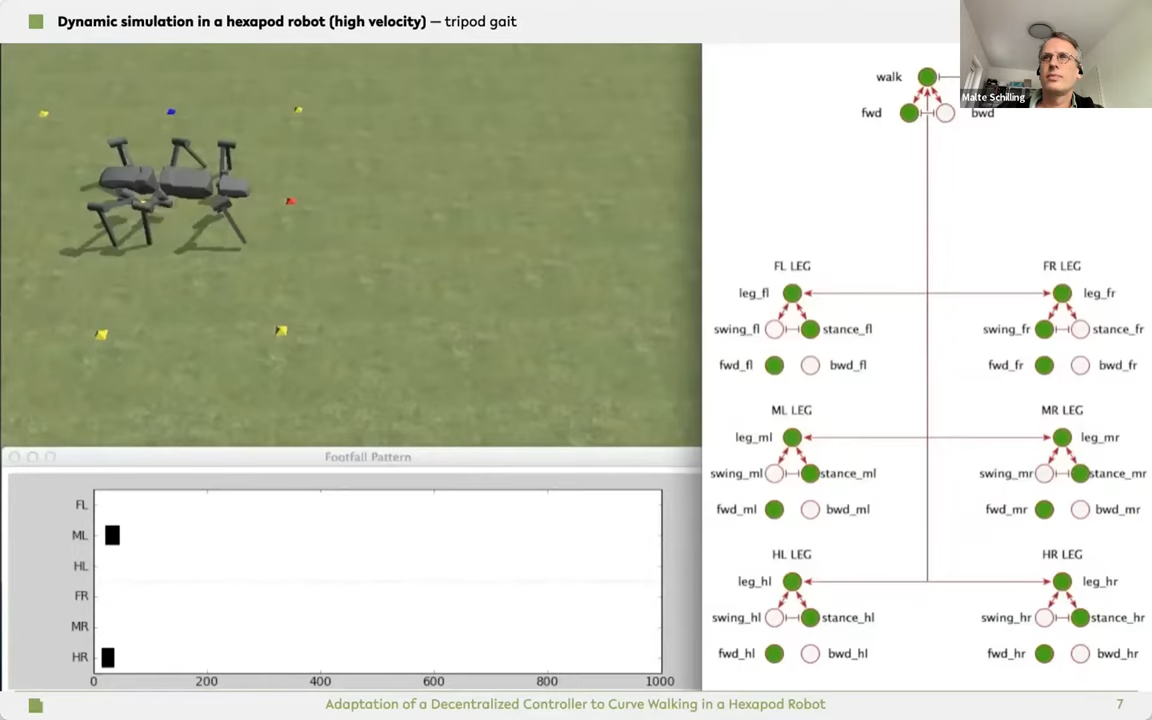 Dynamic simulation in a hexapod robot (high velocity) — tripod gait
Malte Schilling
walk
fwd bwd
FL LEG FR LEG
leg_fl leg_fr
swing_fl stance_fl swing_fr stance_fr
fwd_fl bwd_fl fwd_fr bwd_fr
ML LEG MR LEG
leg_ml leg_mr
swing_ml stance_ml swing_mr stance_mr
fwd_ml bwd_ml fwd_mr bwd_mr
HL LEG HR LEG
leg_hl leg_hr
swing_hl stance_hl swing_hr stance_hr
fwd_hl bwd_hl fwd_hr bwd_hr
Footfall Pattern
FL
ML
HL
FR
MR
HR
0 200 400 600 800 1000
Adaptation of a Decentralized Controller to Curve Walking in a Hexapod Robot 7